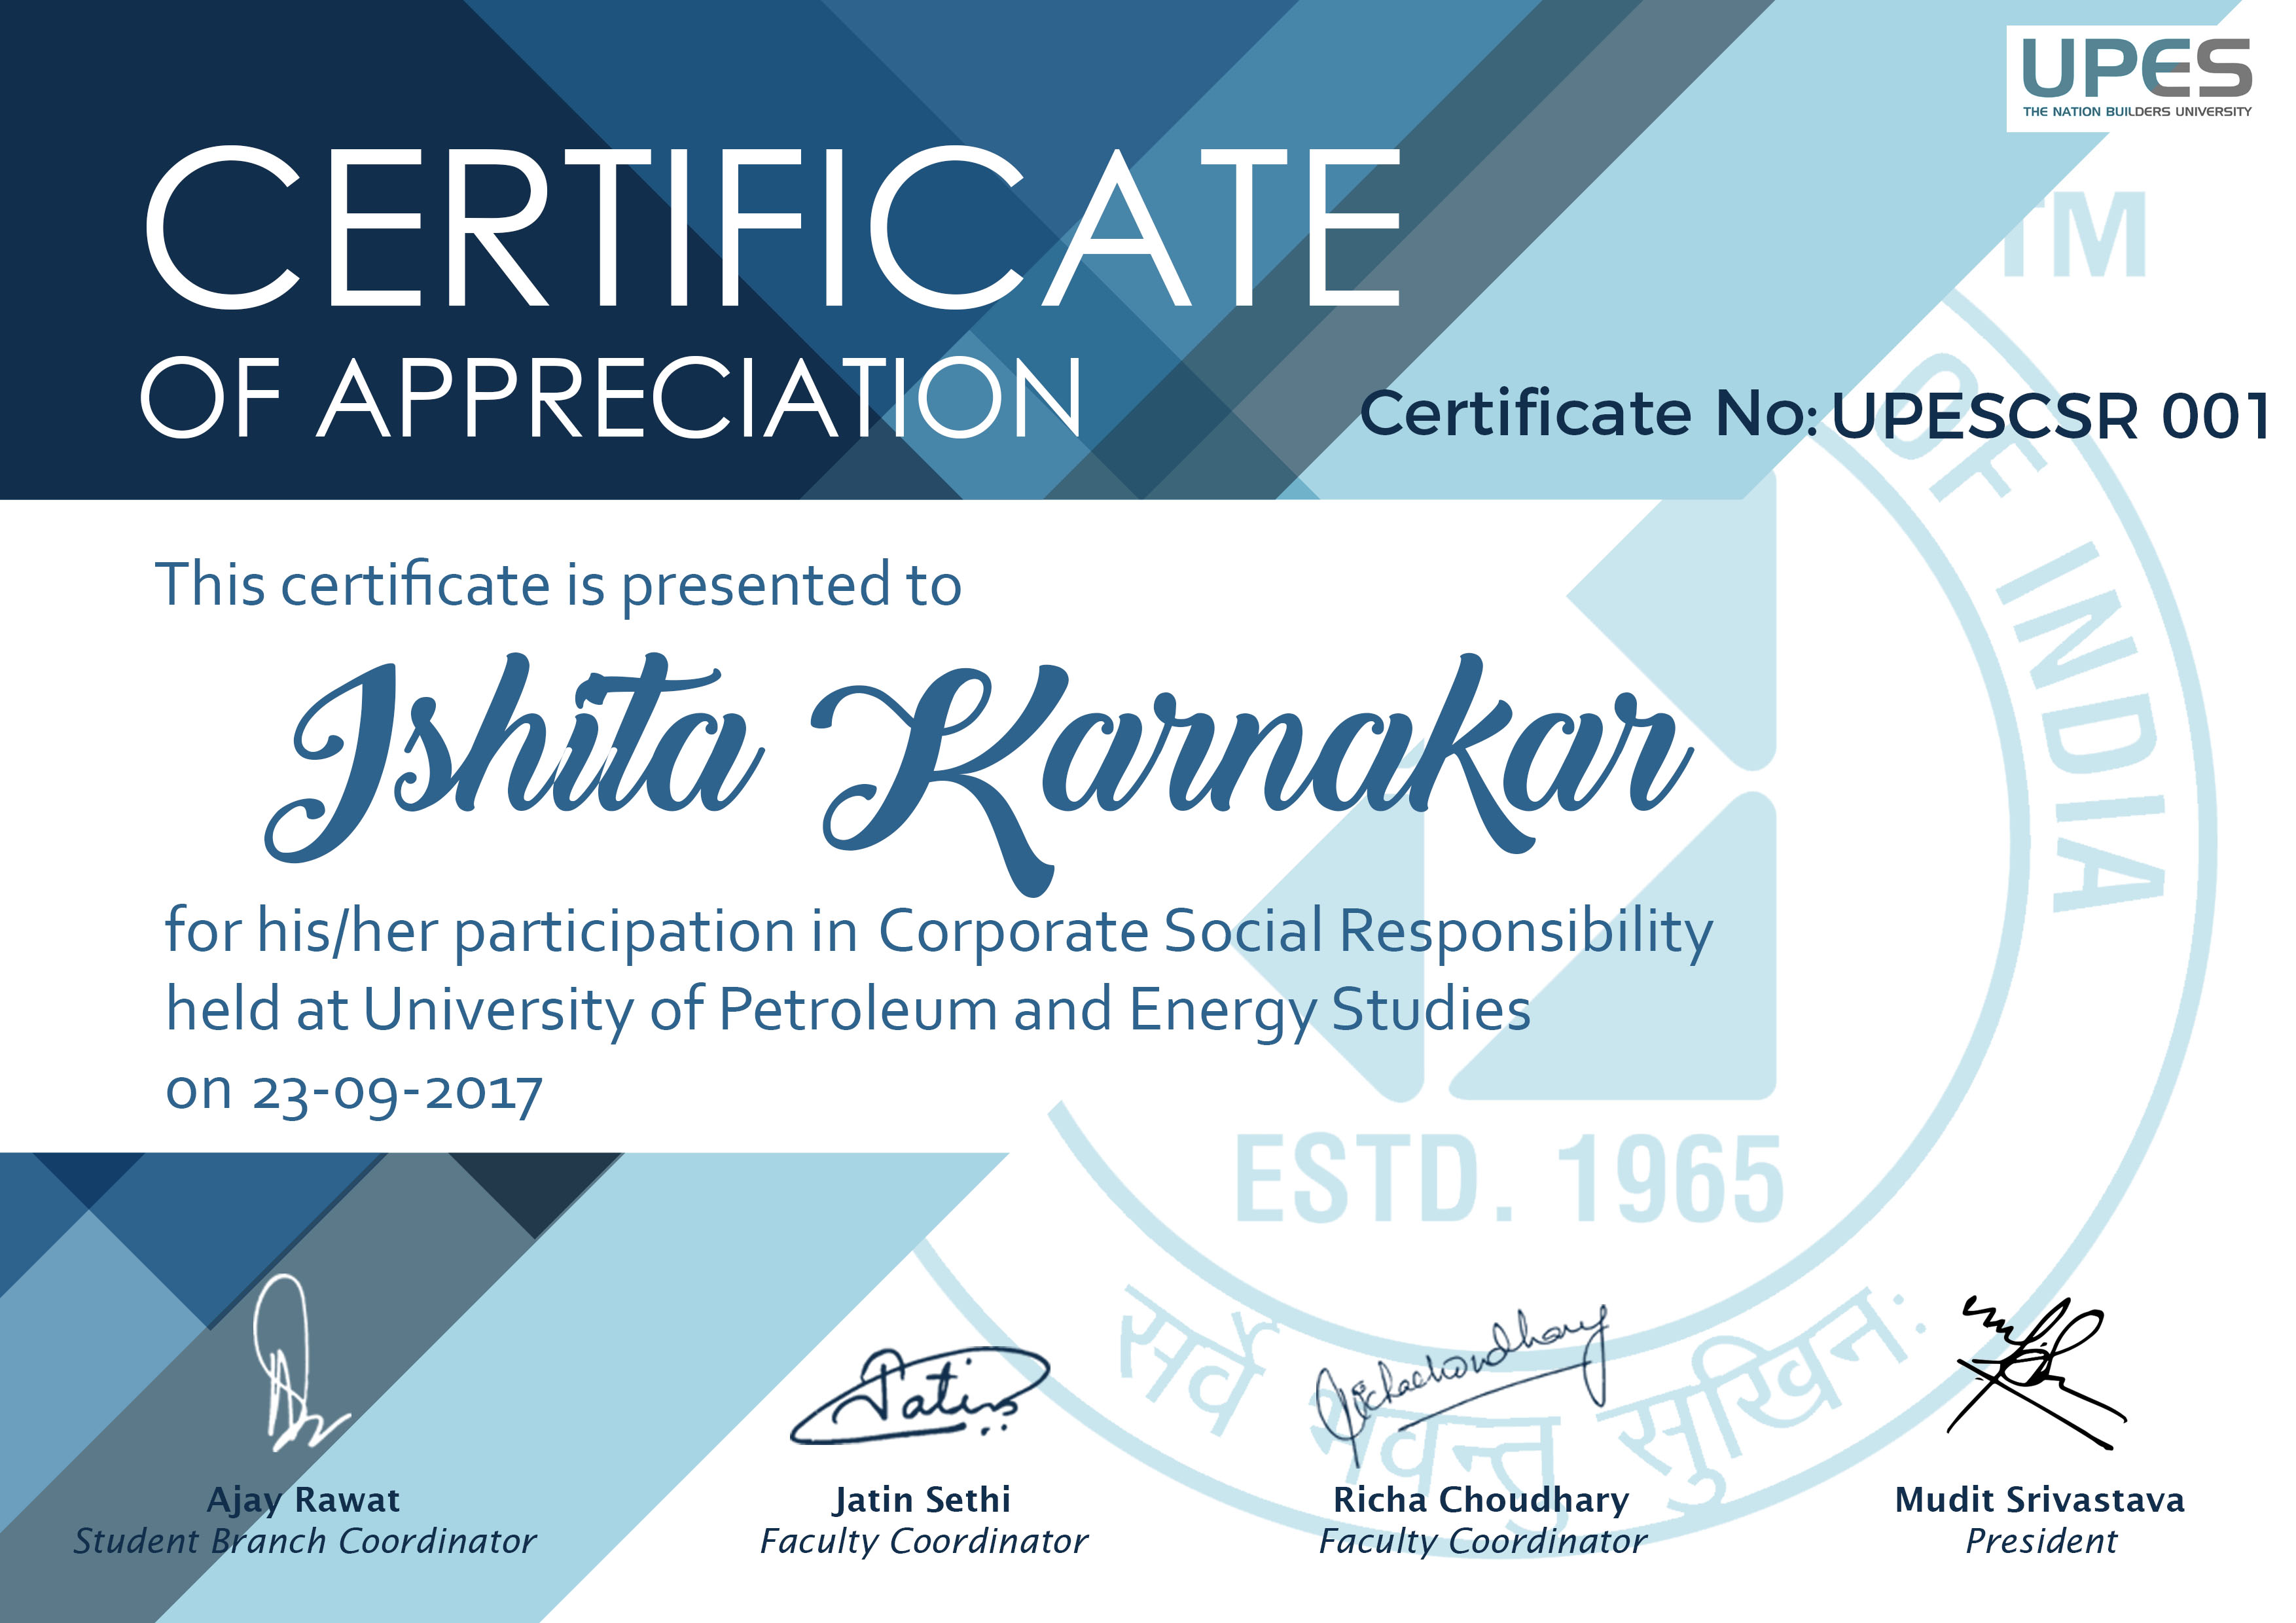 UPES
THE NATION BUILDERS UNIVERSITY
CERTIFICATE
OF APPRECIATION
TM
Certificate No: UPESCSR 001
OF INDIA
This certificate is presented to
Ishita Karnakar
for his/her participation in Corporate Social Responsibility
held at University of Petroleum and Energy Studies
on 23-09-2017
ESTD. 1965
सर्वे भवन्तु सुखिनः
Jatin
Richachoudhary
Ajay Rawat
Student Branch Coordinator
Jatin Sethi
Faculty Coordinator
Richa Choudhary
Faculty Coordinator
Mudit Srivastava
President